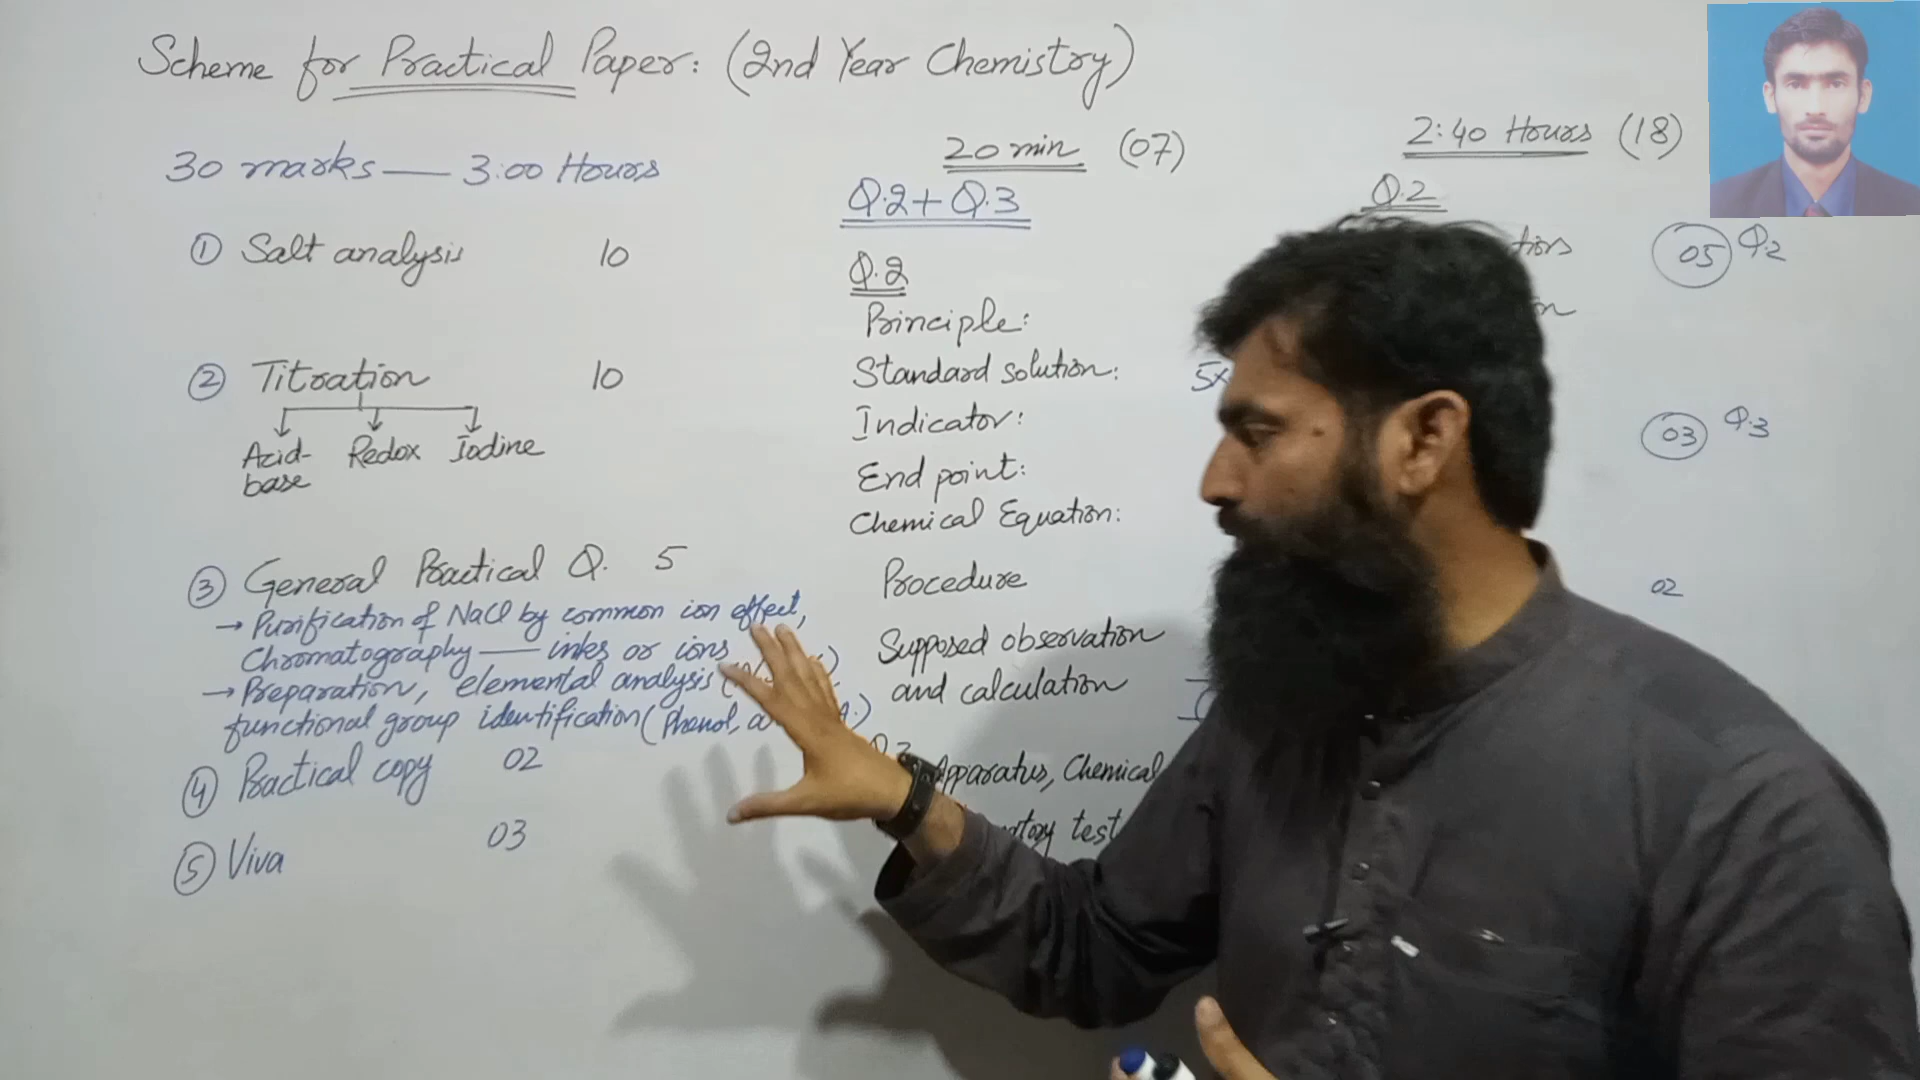 Scheme for Practical Paper: (2nd Year Chemistry)
30 marks — 3:00 Hours
① Salt analysis 10
② Titration 10
Acid-base Redox Iodine
③ General Practical Q. 5
→ Purification of NaCl by common ion effect,
Chromatography — inks or ions
→ Preparation, elemental analysis
functional group identification (Phenol,
④ Practical copy 02
⑤ Viva 03
20 min (07)
Q.2 + Q.3
Q.2
Principle:
Standard solution: 5×
Indicator:
End point:
Chemical Equation:
Procedure
Supposed observation
and calculation
Apparatus, Chemical
test
2:40 Hours (18)
Q.2
05 Q.2
03 Q.3
02